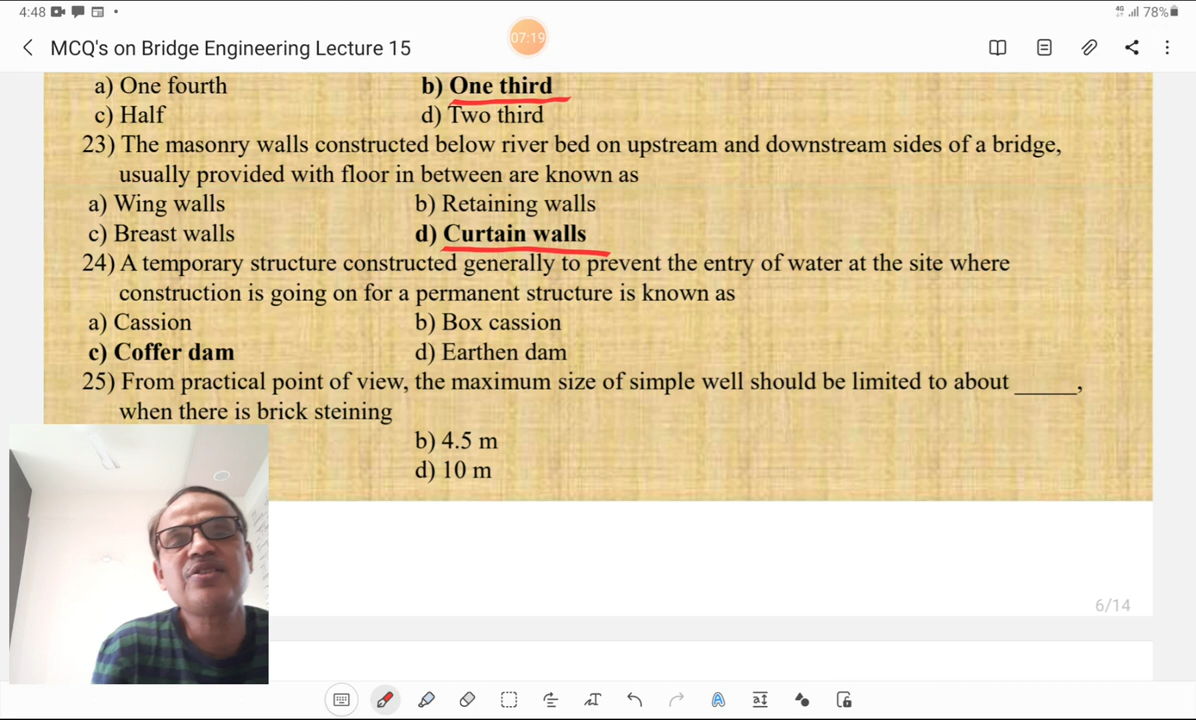 4:48
4G 78%
MCQ's on Bridge Engineering Lecture 15
07:19
a) One fourth b) One third
c) Half d) Two third
23) The masonry walls constructed below river bed on upstream and downstream sides of a bridge,
usually provided with floor in between are known as
a) Wing walls b) Retaining walls
c) Breast walls d) Curtain walls
24) A temporary structure constructed generally to prevent the entry of water at the site where
construction is going on for a permanent structure is known as
a) Cassion b) Box cassion
c) Coffer dam d) Earthen dam
25) From practical point of view, the maximum size of simple well should be limited to about _____,
when there is brick steining
b) 4.5 m
d) 10 m
6/14